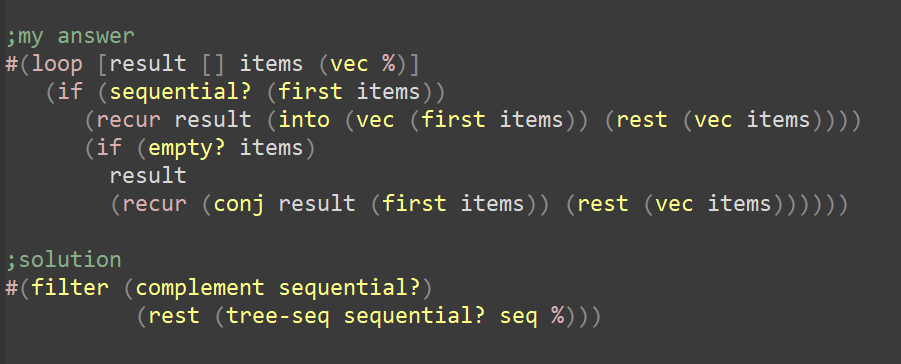 ;my answer
#(loop [result [] items (vec %)]
   (if (sequential? (first items))
      (recur result (into (vec (first items)) (rest (vec items))))
      (if (empty? items)
        result
        (recur (conj result (first items)) (rest (vec items))))))

;solution
#(filter (complement sequential?)
          (rest (tree-seq sequential? seq %)))